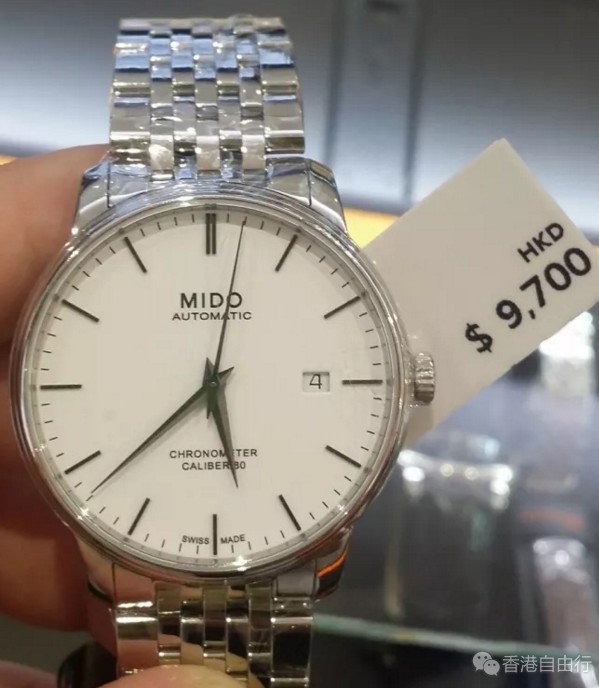 MIDO
AUTOMATIC
4
CHRONOMETER
CALIBER 80
SWISS MADE
HKD
$ 9,700
香港自由行